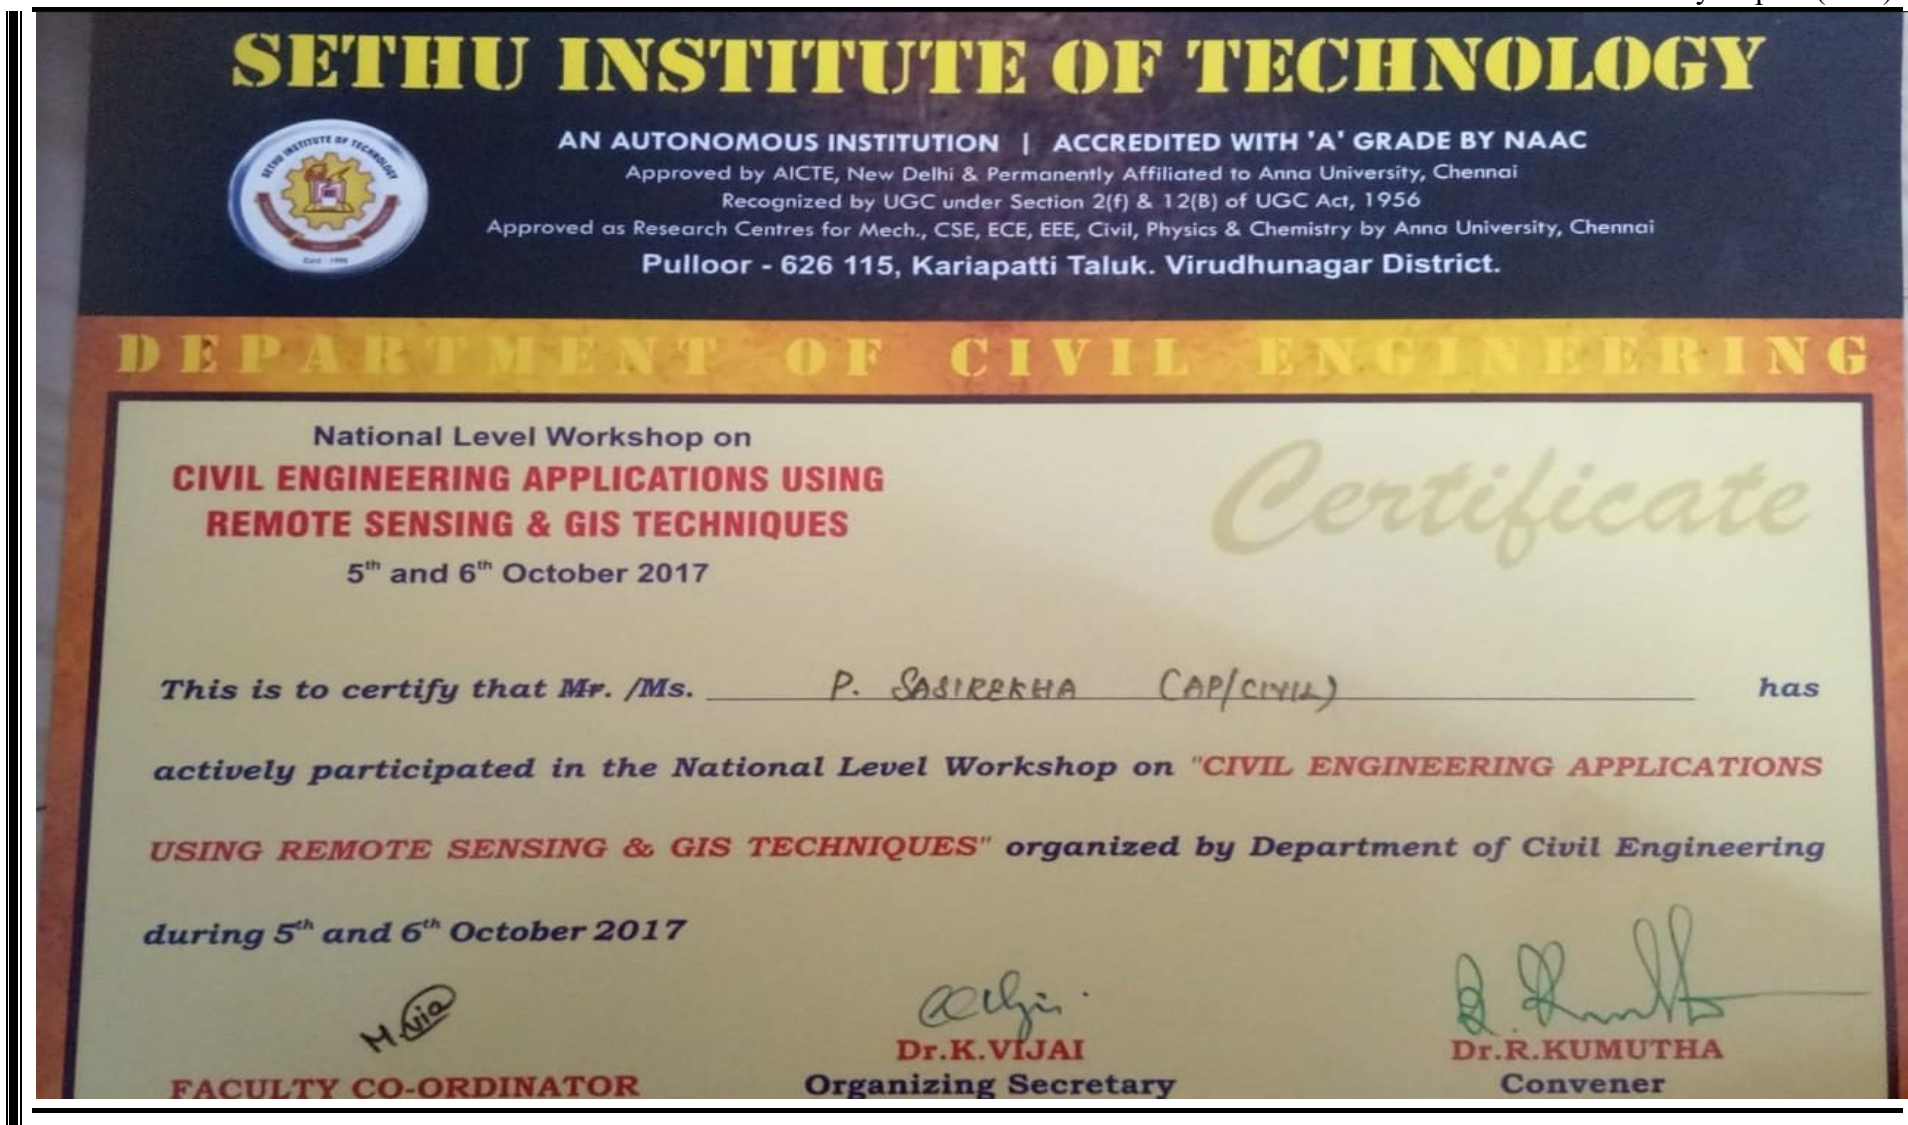 SETHU INSTITUTE OF TECHNOLOGY
SETHU INSTITUTE OF TECHNOLOGY
AN AUTONOMOUS INSTITUTION | ACCREDITED WITH 'A' GRADE BY NAAC
Approved by AICTE, New Delhi & Permanently Affiliated to Anna University, Chennai
Recognized by UGC under Section 2(f) & 12(B) of UGC Act, 1956
Approved as Research Centres for Mech., CSE, ECE, EEE, Civil, Physics & Chemistry by Anna University, Chennai
Pulloor - 626 115, Kariapatti Taluk. Virudhunagar District.
DEPARTMENT OF CIVIL ENGINEERING
National Level Workshop on
CIVIL ENGINEERING APPLICATIONS USING
REMOTE SENSING & GIS TECHNIQUES
5th and 6th October 2017
Certificate
This is to certify that Mr. /Ms. P. SASIREKHA (AP/CIVIL) has
actively participated in the National Level Workshop on "CIVIL ENGINEERING APPLICATIONS
USING REMOTE SENSING & GIS TECHNIQUES" organized by Department of Civil Engineering
during 5th and 6th October 2017
Dr.K.VIJAI
Dr.R.KUMUTHA
FACULTY CO-ORDINATOR
Organizing Secretary
Convener